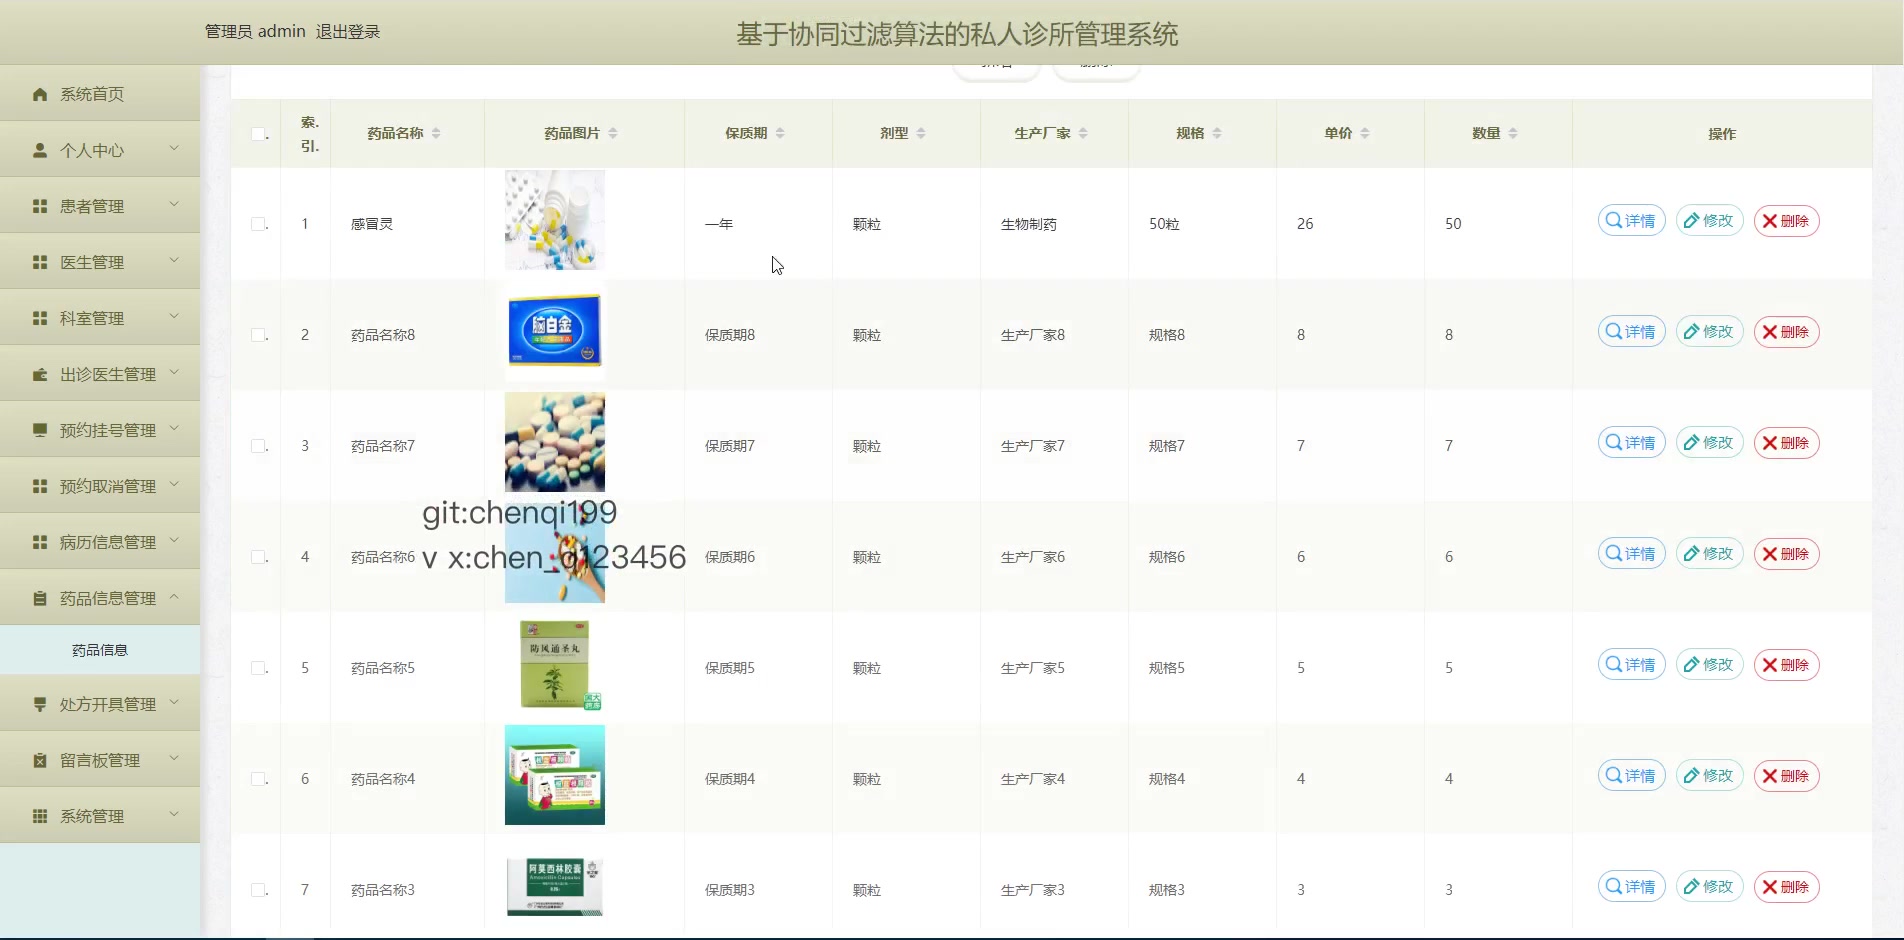 管理员 admin 退出登录
基于协同过滤算法的私人诊所管理系统
系统首页
个人中心
患者管理
医生管理
科室管理
出诊医生管理
预约挂号管理
预约取消管理
病历信息管理
药品信息管理
药品信息
处方开具管理
留言板管理
系统管理
索. 引. 药品名称 药品图片 保质期 剂型 生产厂家 规格 单价 数量 操作
1 感冒灵 一年 颗粒 生物制药 50粒 26 50 详情 修改 删除
脑白金
2 药品名称8 保质期8 颗粒 生产厂家8 规格8 8 8 详情 修改 删除
3 药品名称7 保质期7 颗粒 生产厂家7 规格7 7 7 详情 修改 删除
git:chenqi199
v x:chen_q123456
4 药品名称6 保质期6 颗粒 生产厂家6 规格6 6 6 详情 修改 删除
防风通圣丸
5 药品名称5 保质期5 颗粒 生产厂家5 规格5 5 5 详情 修改 删除
6 药品名称4 保质期4 颗粒 生产厂家4 规格4 4 4 详情 修改 删除
阿莫西林胶囊
Amoxicillin Capsules
7 药品名称3 保质期3 颗粒 生产厂家3 规格3 3 3 详情 修改 删除